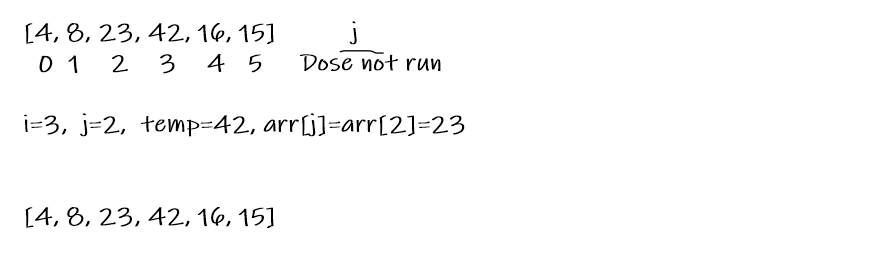 [4, 8, 23, 42, 16, 15] j
0 1 2 3 4 5 Dose not run
i=3, j=2, temp=42, arr[j]=arr[2]=23
[4, 8, 23, 42, 16, 15]